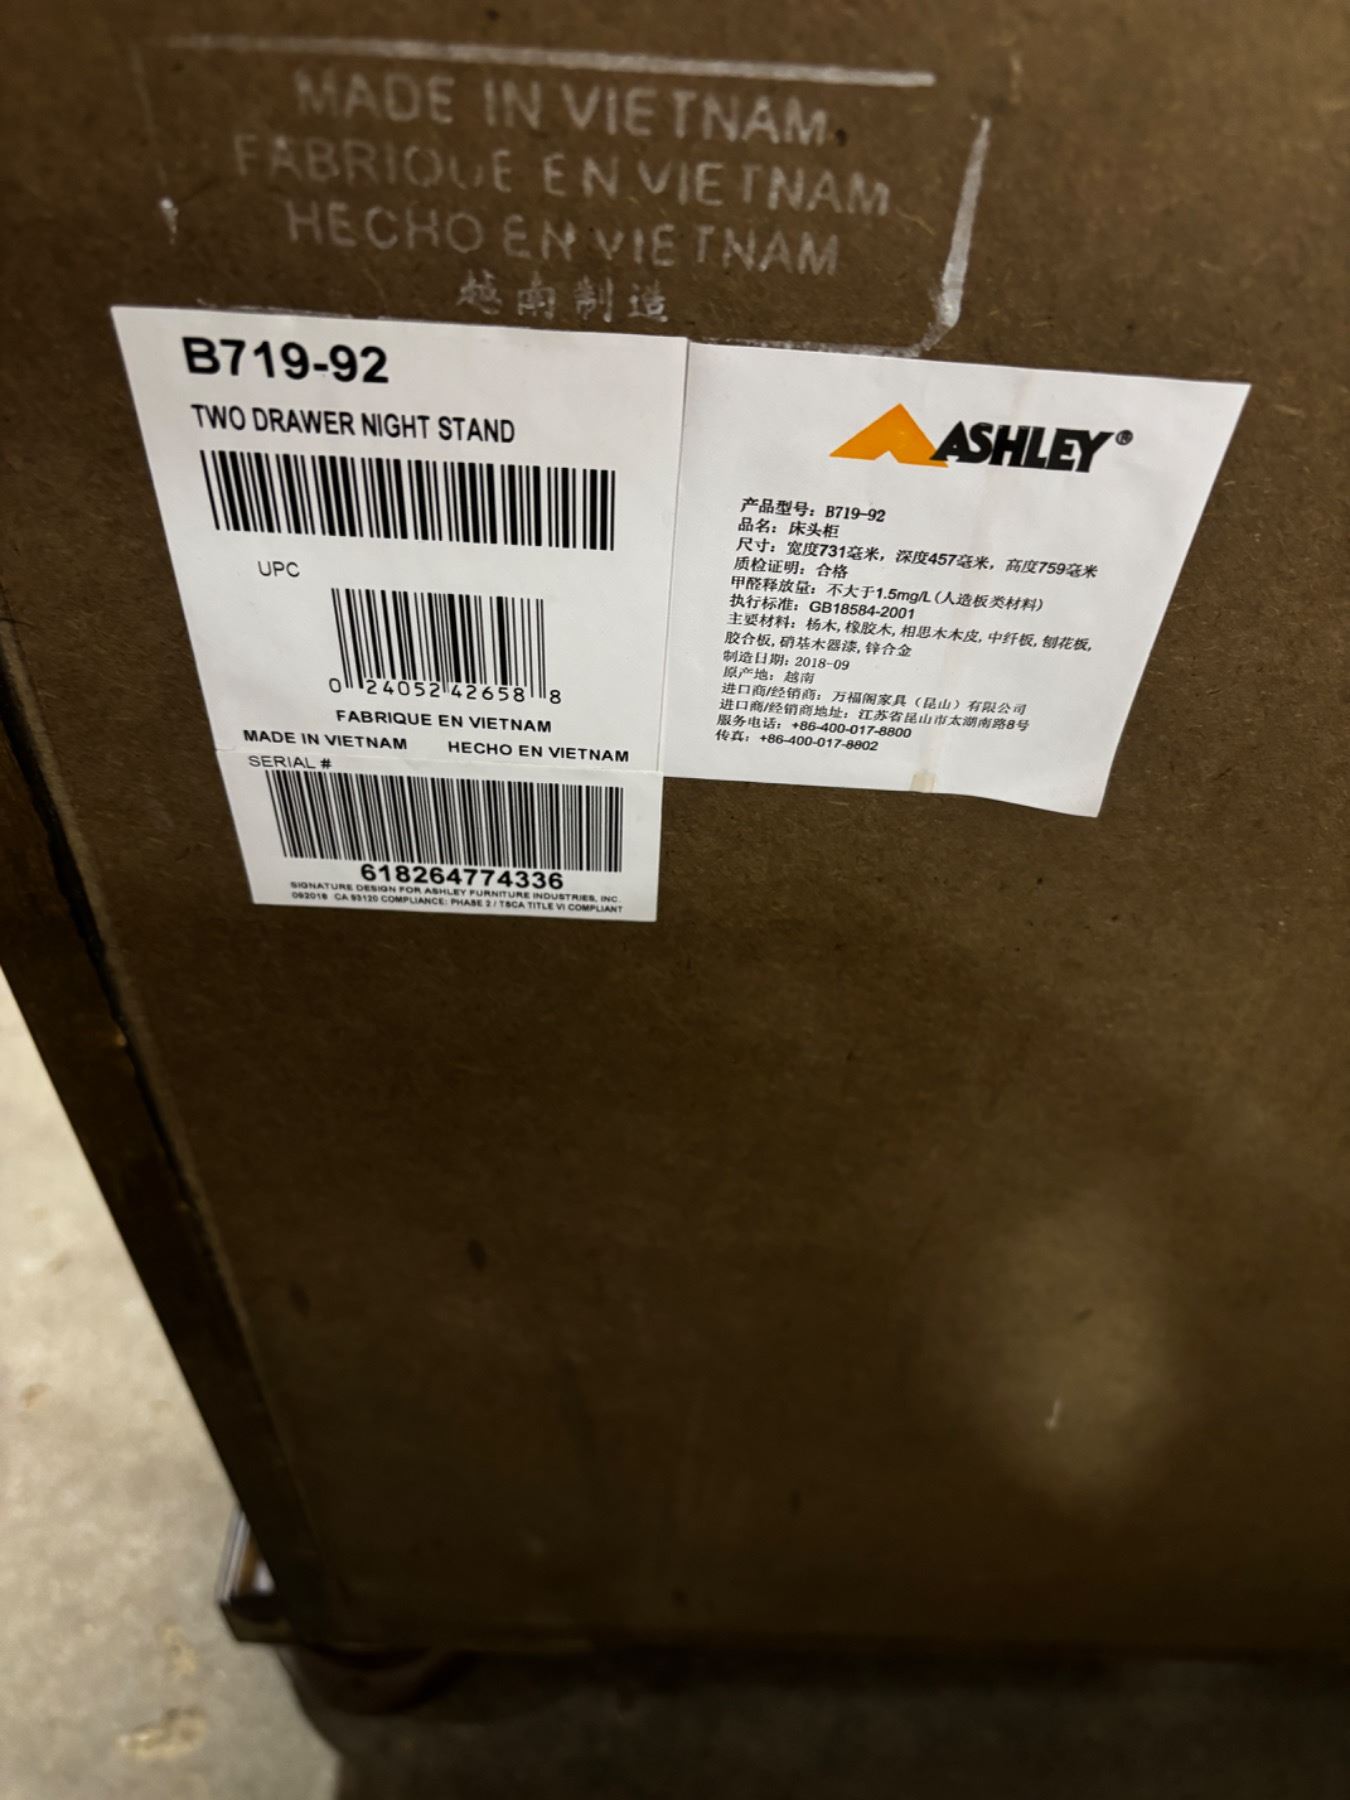 MADE IN VIETNAM
FABRIQUE EN VIETNAM
HECHO EN VIETNAM
越南制造
B719-92
TWO DRAWER NIGHT STAND
UPC
0 24052 42658 8
FABRIQUE EN VIETNAM
MADE IN VIETNAM HECHO EN VIETNAM
SERIAL #
618264774336
SIGNATURE DESIGN FOR ASHLEY FURNITURE INDUSTRIES, INC.
092018 CA 93120 COMPLIANCE: PHASE 2 / TSCA TITLE VI COMPLIANT
ASHLEY®
产品型号：B719-92
品名：床头柜
尺寸：宽度731毫米，深度457毫米，高度759毫米
质检证明：合格
甲醛释放量：不大于1.5mg/L(人造板类材料)
执行标准：GB18584-2001
主要材料：杨木,橡胶木,相思木木皮,中纤板,刨花板,
胶合板,硝基木器漆,锌合金
制造日期：2018-09
原产地：越南
进口商/经销商：万福阁家具（昆山）有限公司
进口商/经销商地址：江苏省昆山市太湖南路8号
服务电话：+86-400-017-8800
传真：+86-400-017-8802